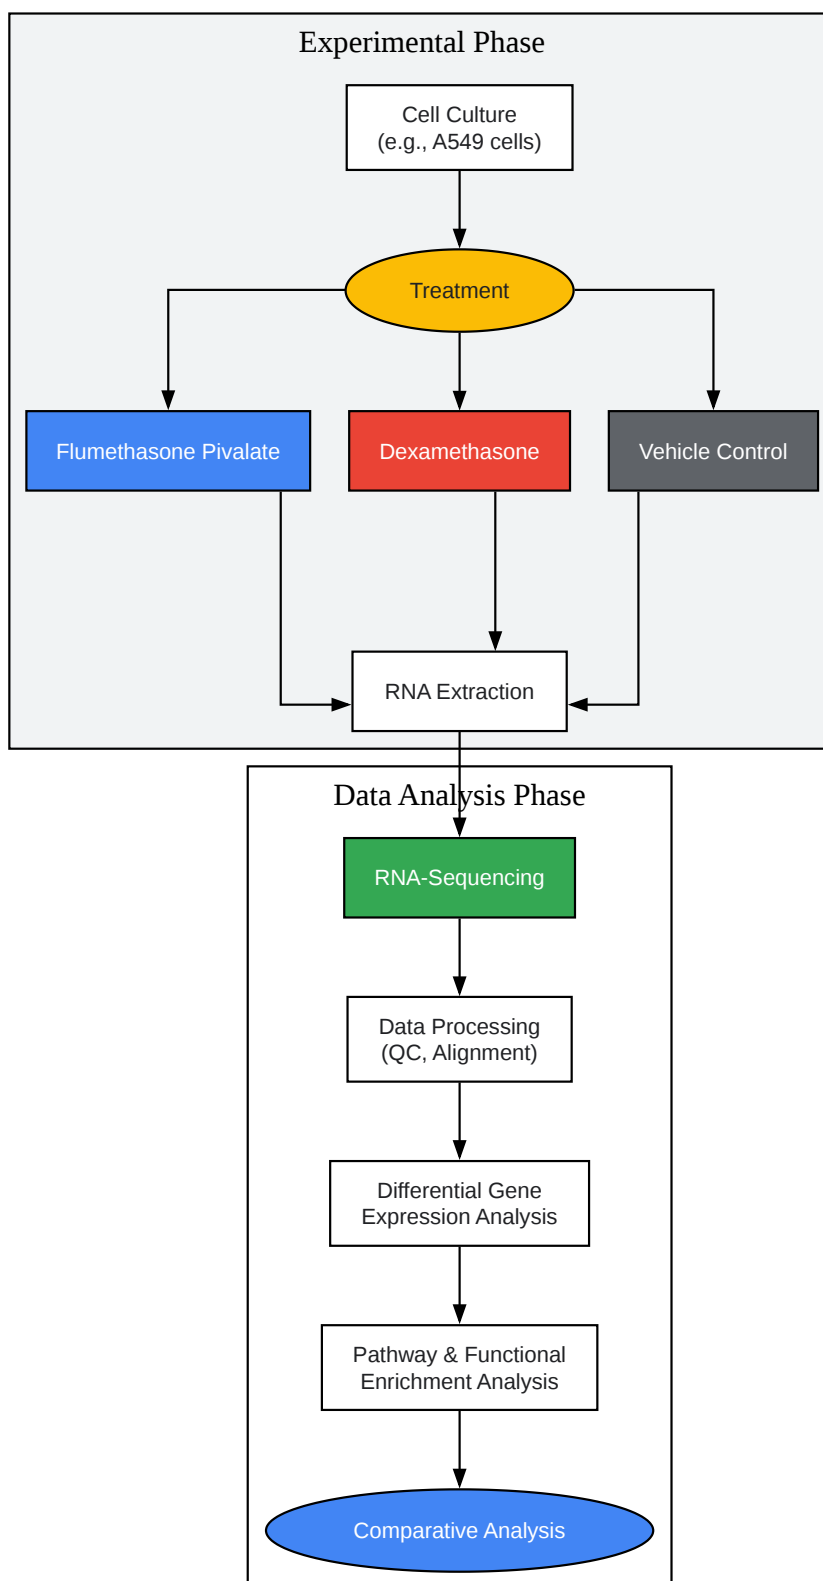 Experimental Phase
Cell Culture
(e.g., A549 cells)
Treatment
Flumethasone Pivalate
Dexamethasone
Vehicle Control
RNA Extraction
Data Analysis Phase
RNA-Sequencing
Data Processing
(QC, Alignment)
Differential Gene
Expression Analysis
Pathway & Functional
Enrichment Analysis
Comparative Analysis